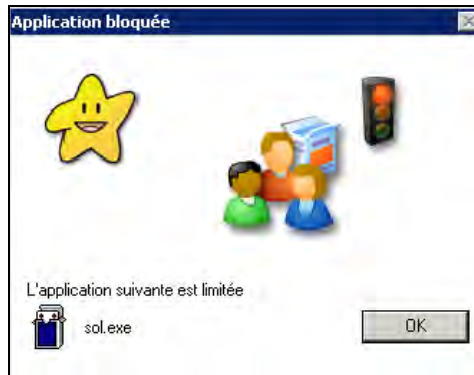 Application bloquée
L'application suivante est limitée
sol.exe
OK